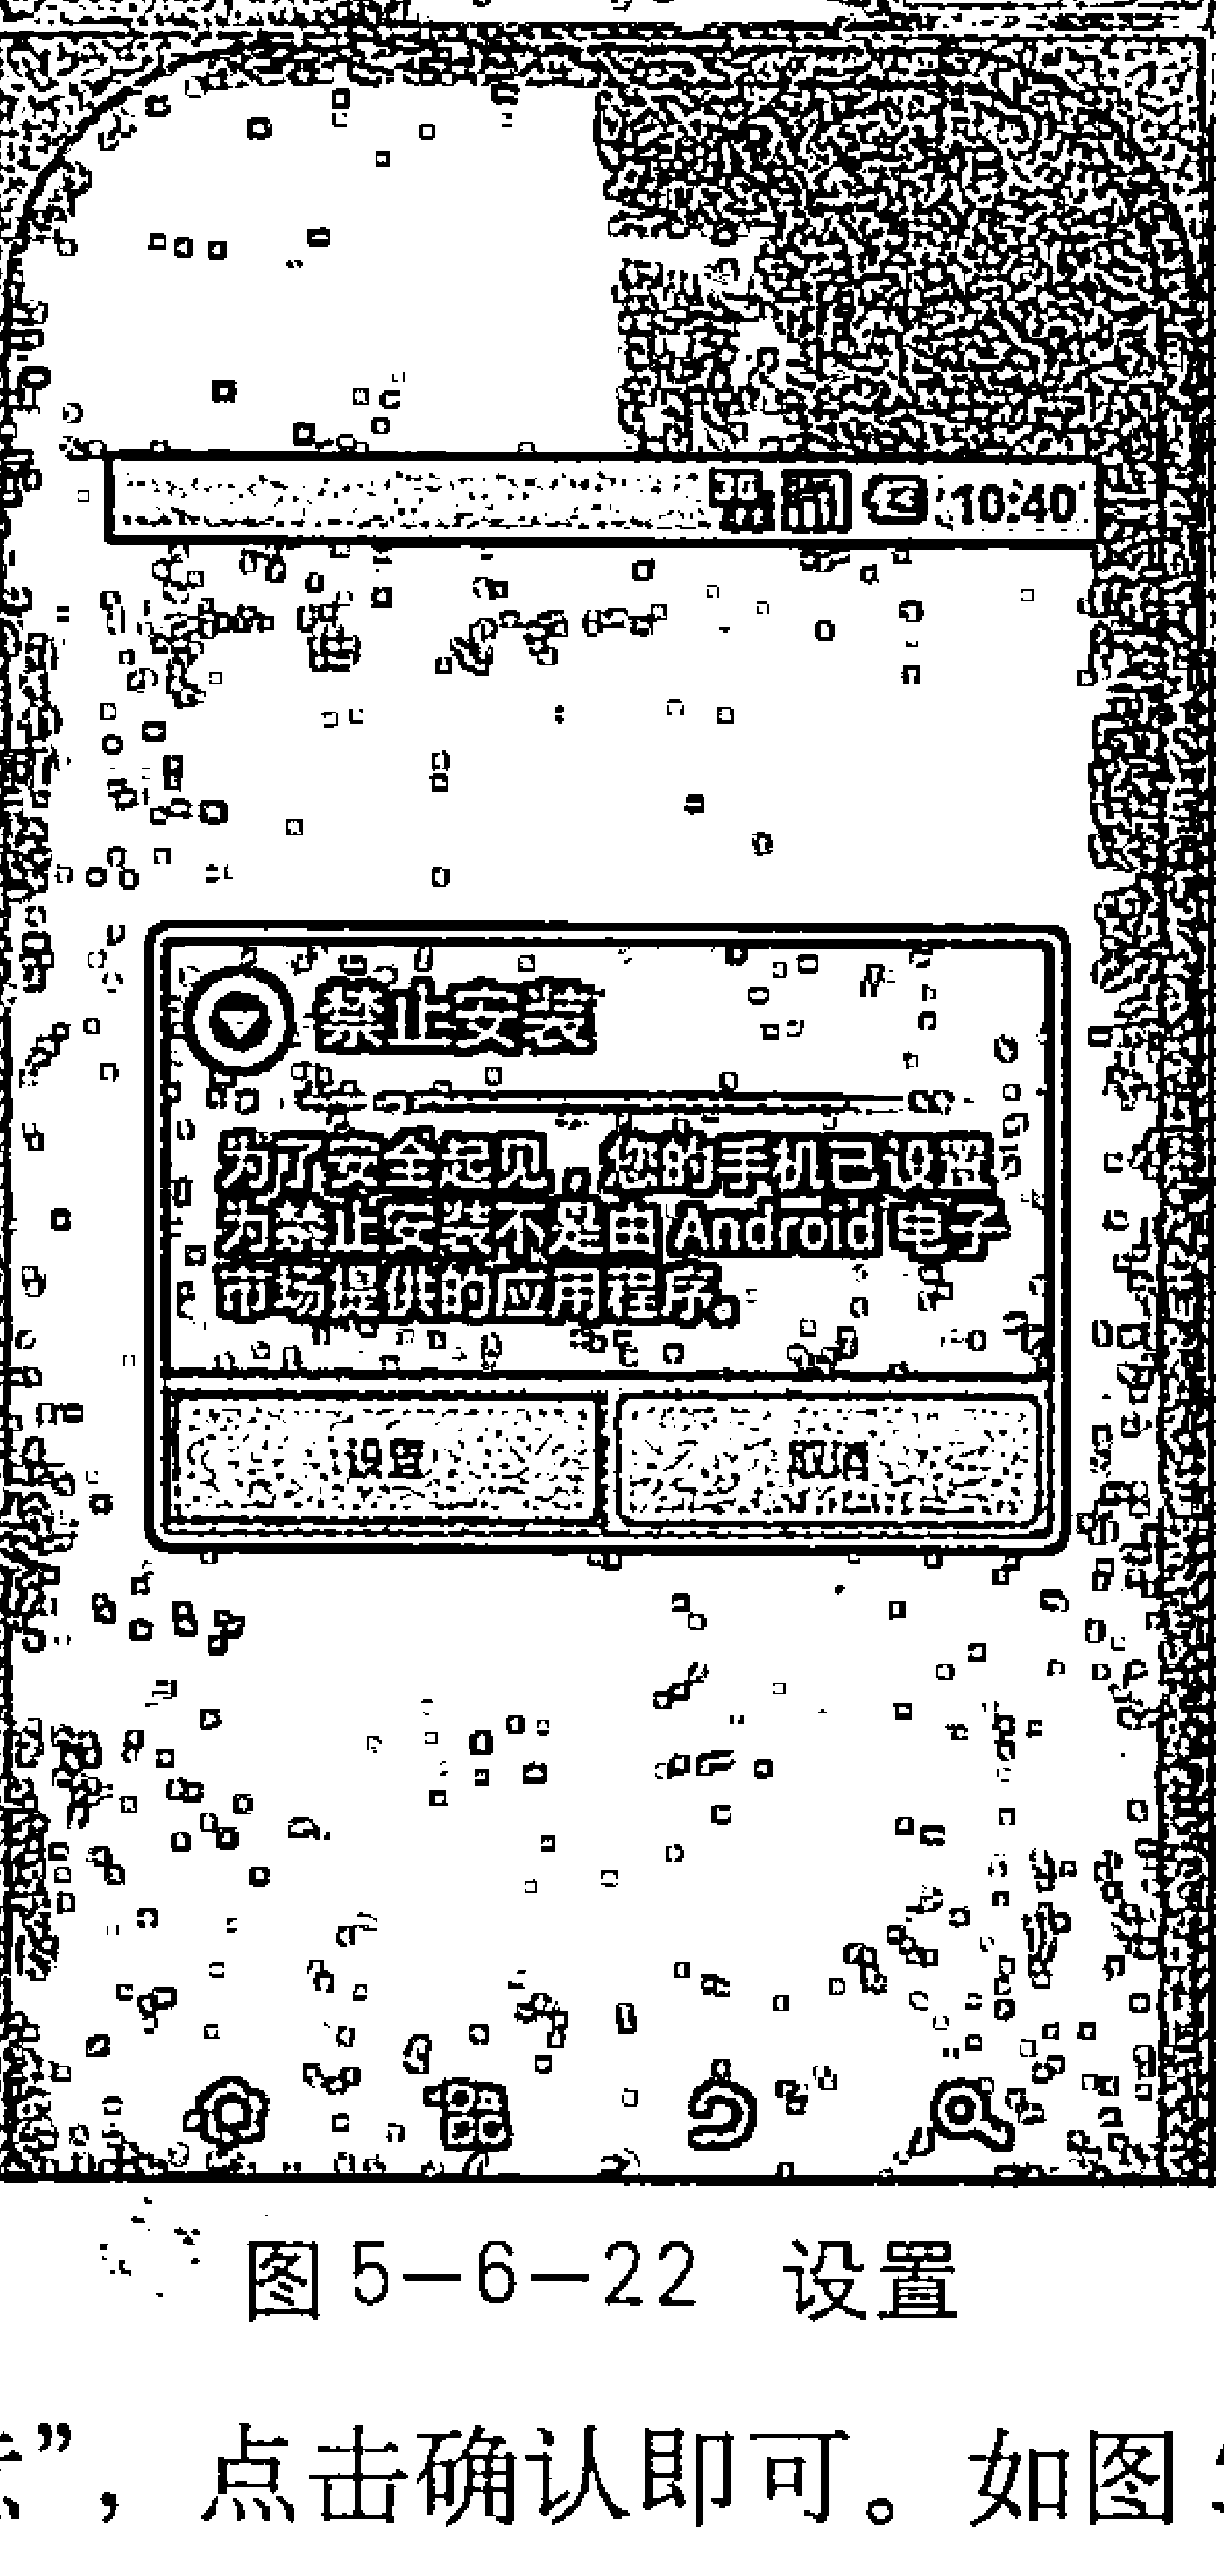 10:40
禁止安装
为了安全起见，您的手机已设置
为禁止安装不是由 Android 电子
市场提供的应用程序。
设置 取消
图 5-6-22 设置
”，点击确认即可。如图